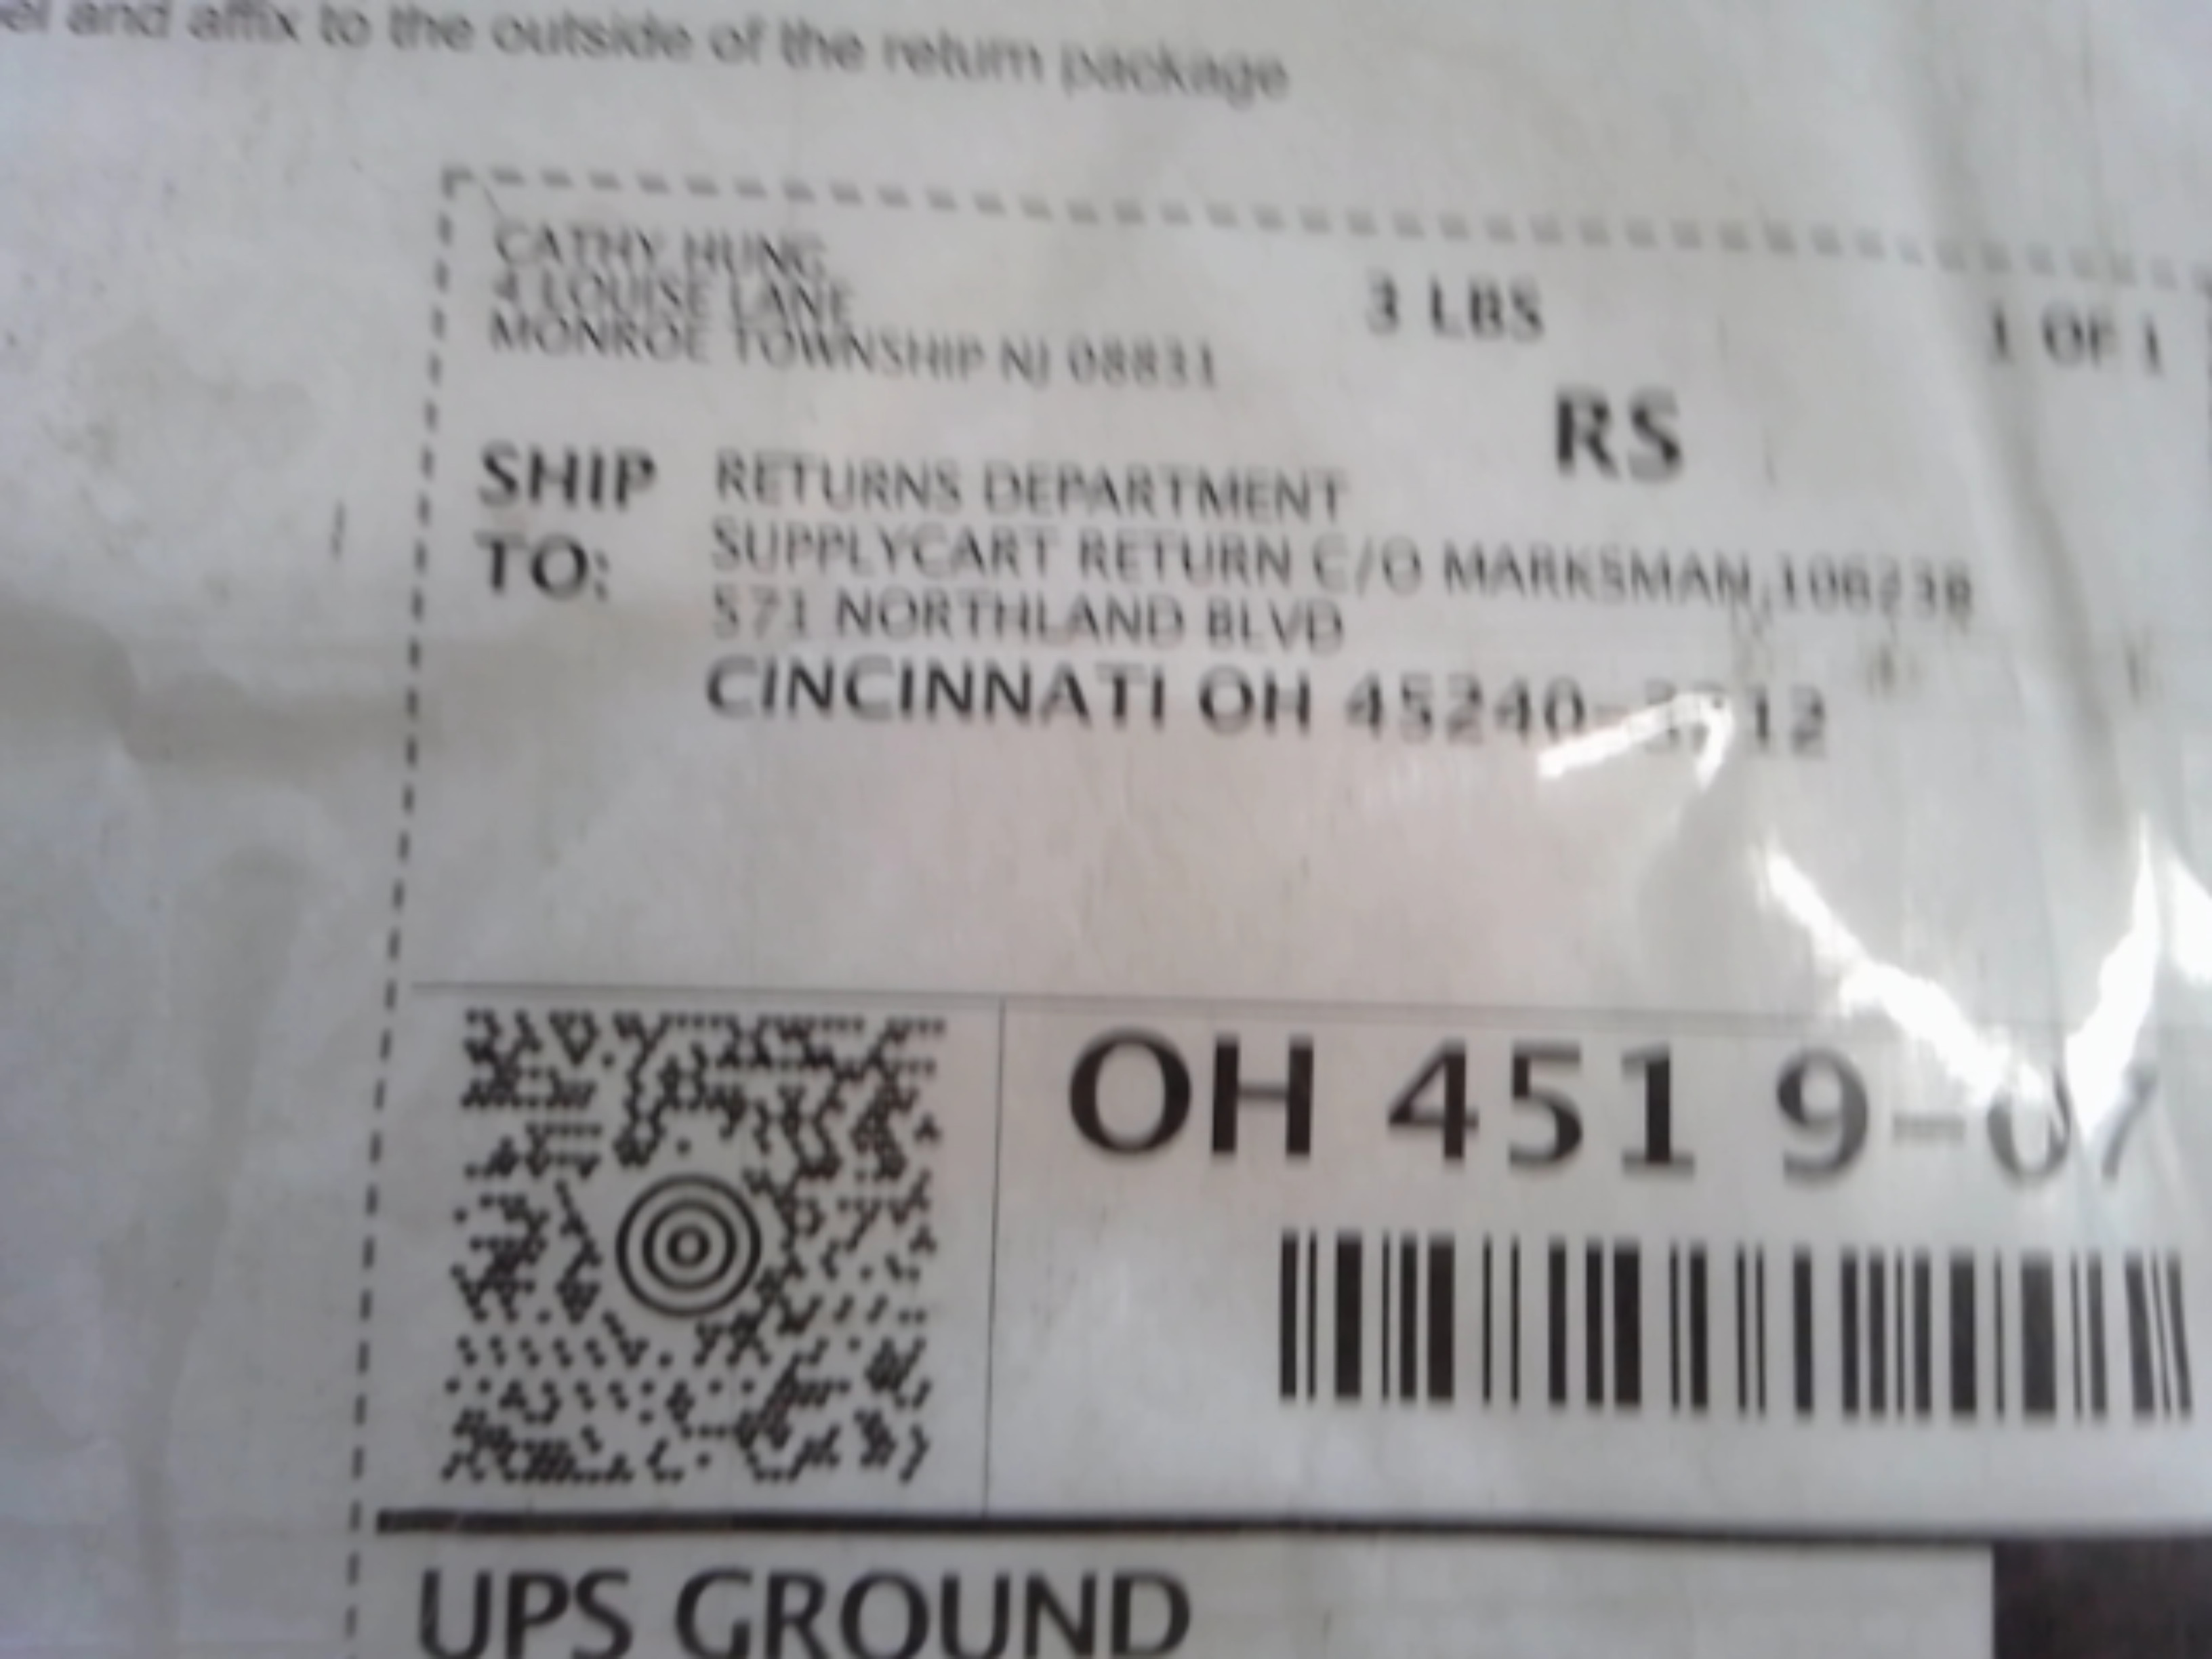 and affix to the outside of the return package
CATHY HUNG
4 LOUISE LANE
MONROE TOWNSHIP NJ 08831
3 LBS
1 OF 1
RS
SHIP TO:
RETURNS DEPARTMENT
SUPPLYCART RETURN C/O MARKSMAN,106238
571 NORTHLAND BLVD
CINCINNATI OH
OH 451 9-07
UPS GROUND